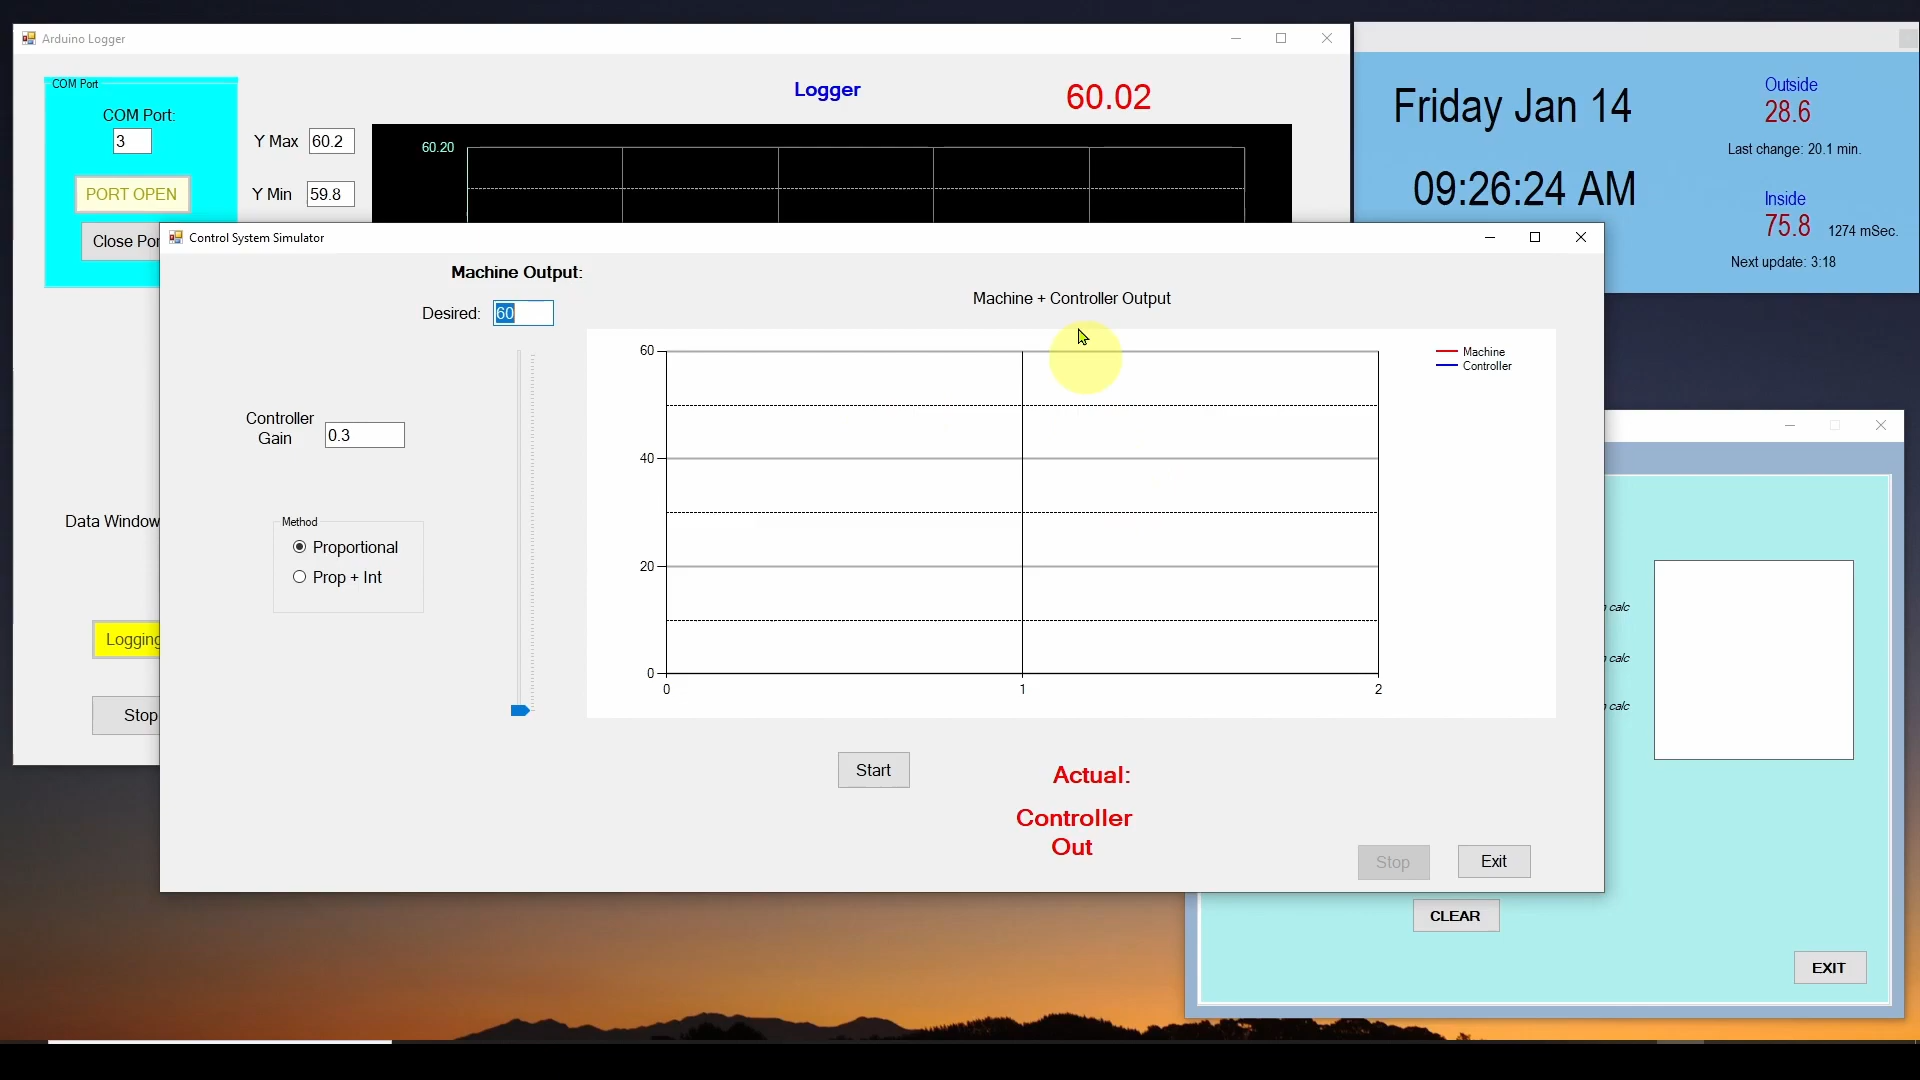 Arduino Logger
COM Port
COM Port:
3
PORT OPEN
Close Por
Y Max 60.2
Y Min 59.8
Logger
60.02
60.20
Friday Jan 14
09:26:24 AM
Outside
28.6
Last change: 20.1 min.
Inside
75.8 1274 mSec.
Next update: 3:18
Control System Simulator
Machine Output:
Desired: 60
Machine + Controller Output
Controller
Gain
0.3
Method
Proportional
Prop + Int
60
40
20
0
0 1 2
Machine
Controller
Start
Actual:
Controller
Out
Stop
Exit
Data Window
Logging
Stop
calc
calc
calc
CLEAR
EXIT